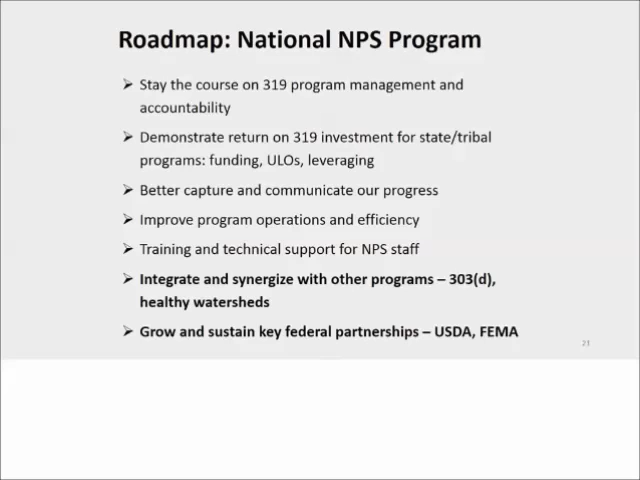 Roadmap: National NPS Program
➢ Stay the course on 319 program management and
accountability
➢ Demonstrate return on 319 investment for state/tribal
programs: funding, ULOs, leveraging
➢ Better capture and communicate our progress
➢ Improve program operations and efficiency
➢ Training and technical support for NPS staff
➢ Integrate and synergize with other programs – 303(d),
healthy watersheds
➢ Grow and sustain key federal partnerships – USDA, FEMA